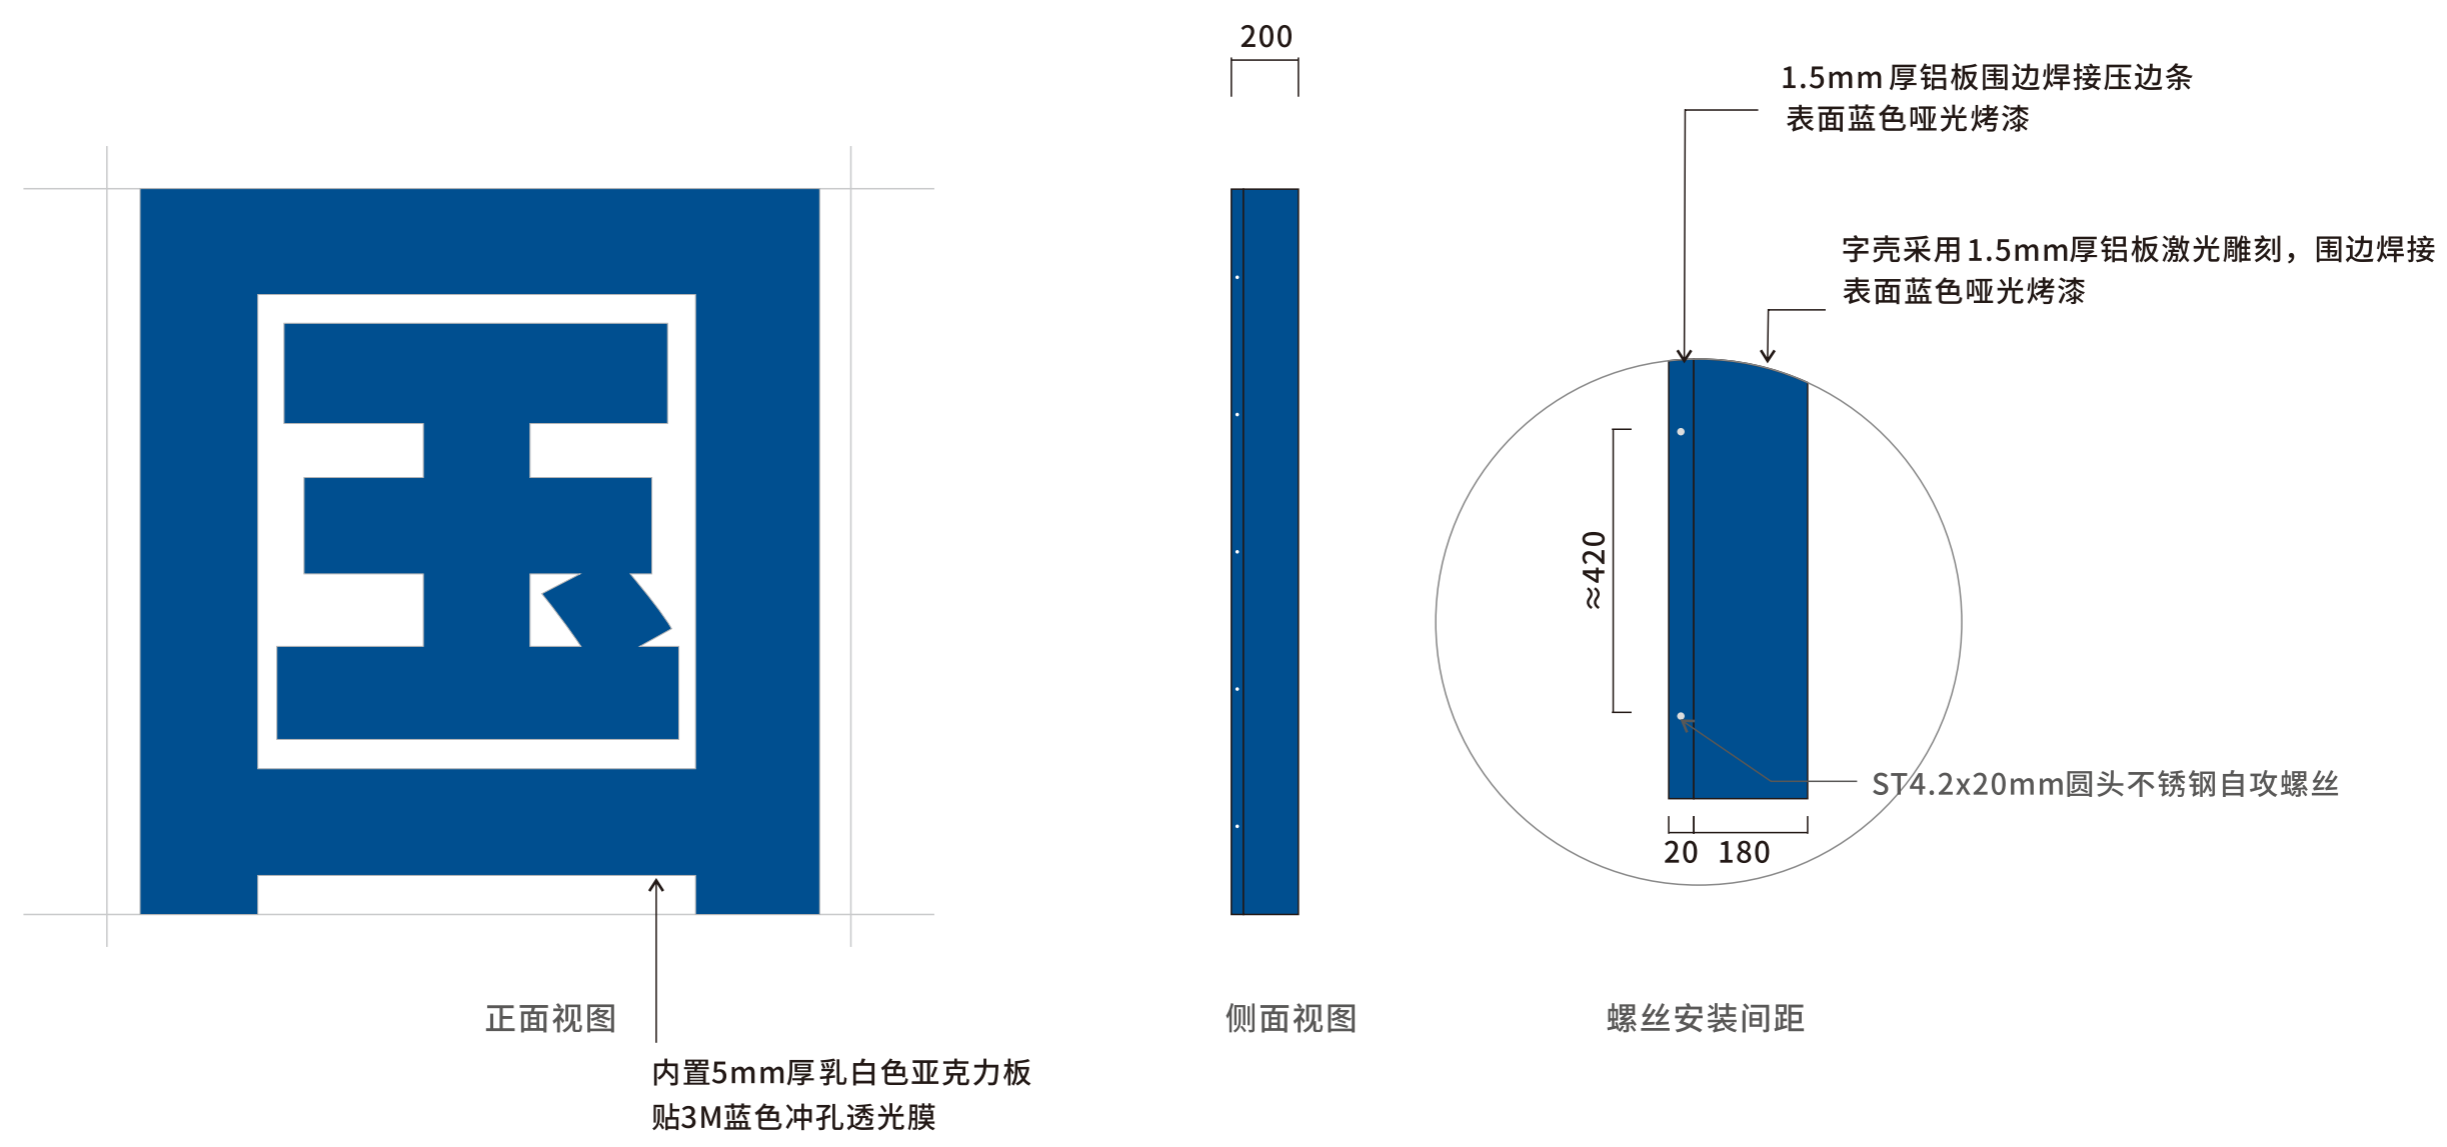 200
1.5mm厚铝板围边焊接压边条
表面蓝色哑光烤漆
字壳采用1.5mm厚铝板激光雕刻，围边焊接
表面蓝色哑光烤漆
国
≈420
ST4.2x20mm圆头不锈钢自攻螺丝
20 180
正面视图
侧面视图
螺丝安装间距
内置5mm厚乳白色亚克力板
贴3M蓝色冲孔透光膜